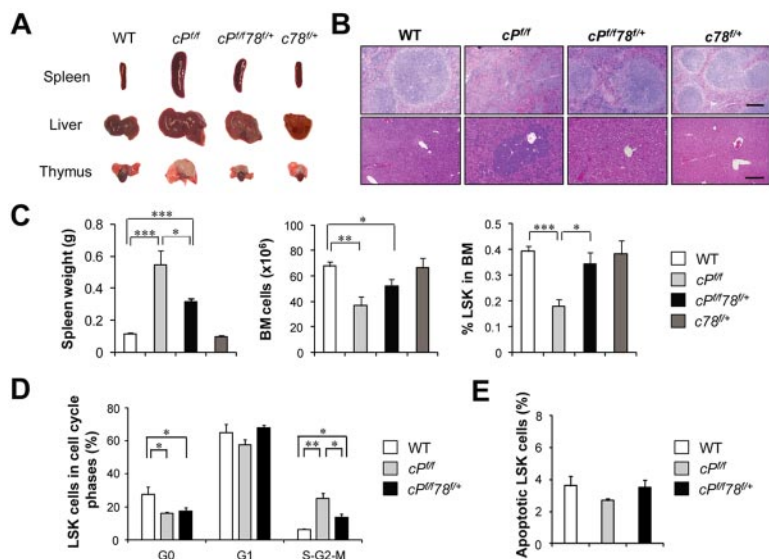 A
WT cPf/f cPf/f78f/+ c78f/+
Spleen
Liver
Thymus
B
WT cPf/f cPf/f78f/+ c78f/+
C
Spleen weight (g)
0.8
0.6
0.4
0.2
0
***
*** *
BM cells (x10⁶)
100
80
60
40
20
0
*
**
% LSK in BM
0.5
0.4
0.3
0.2
0.1
0
*** *
WT
cPf/f
cPf/f78f/+
c78f/+
D
LSK cells in cell cycle
phases (%)
80
60
40
20
0
*
*
*
** *
G0 G1 S-G2-M
WT
cPf/f
cPf/f78f/+
E
Apoptotic LSK cells (%)
8
6
4
2
0
WT
cPf/f
cPf/f78f/+